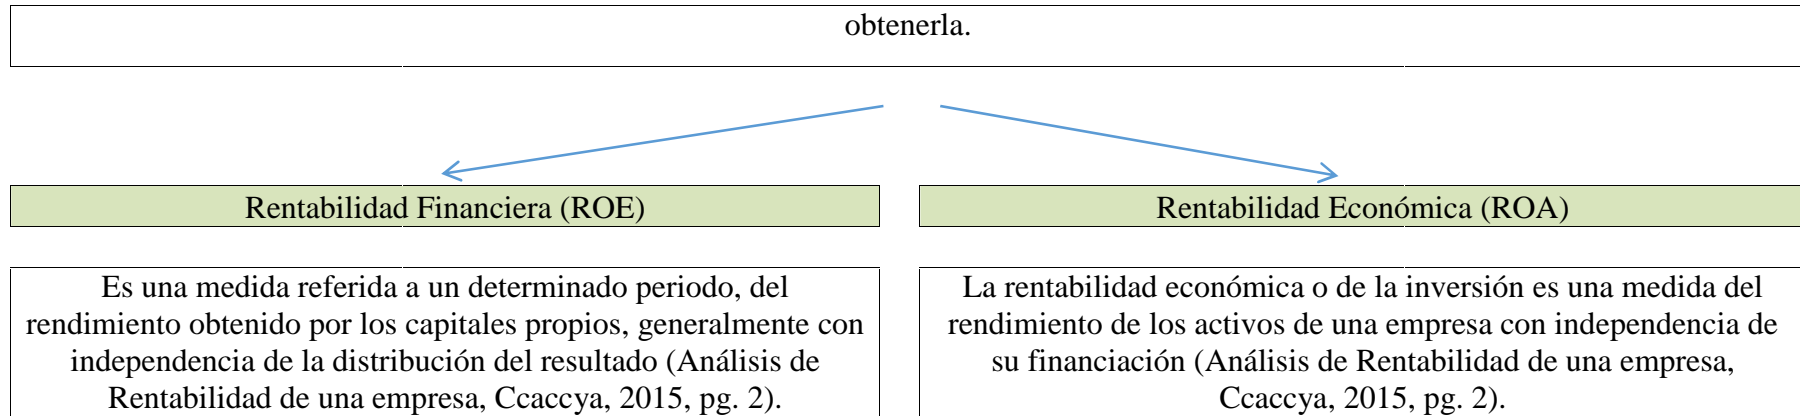 obtenerla.
Rentabilidad Financiera (ROE)
Es una medida referida a un determinado periodo, del
rendimiento obtenido por los capitales propios, generalmente con
independencia de la distribución del resultado (Análisis de
Rentabilidad de una empresa, Ccaccya, 2015, pg. 2).
Rentabilidad Económica (ROA)
La rentabilidad económica o de la inversión es una medida del
rendimiento de los activos de una empresa con independencia de
su financiación (Análisis de Rentabilidad de una empresa,
Ccaccya, 2015, pg. 2).